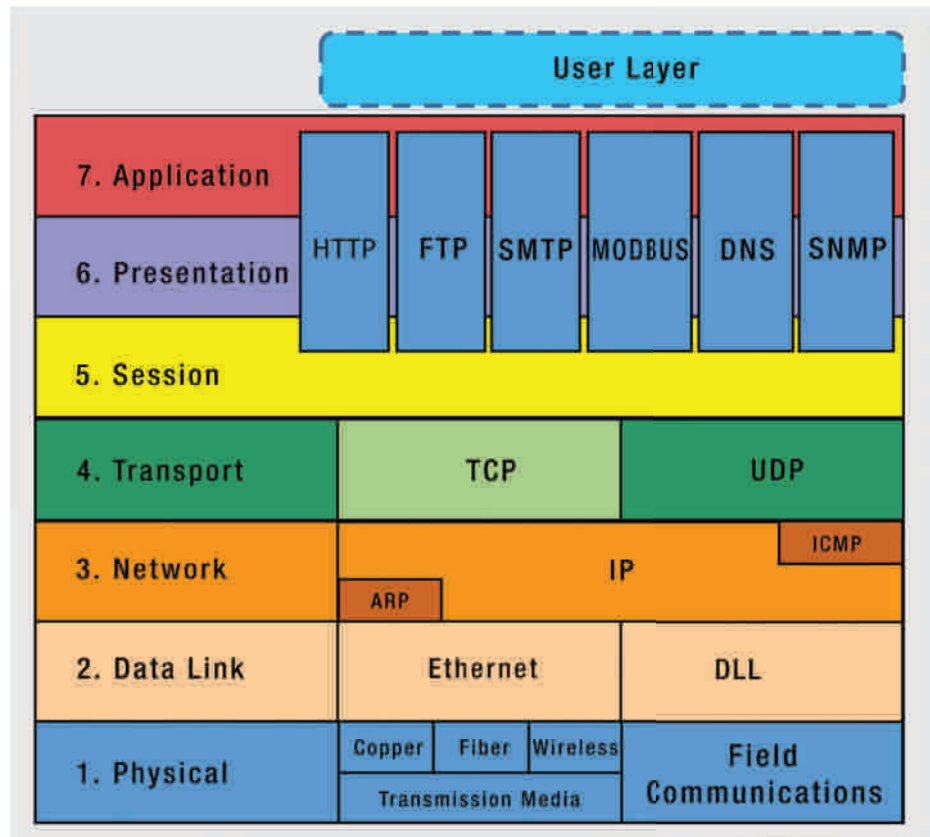 User Layer
7. Application
HTTP FTP SMTP MODBUS DNS SNMP
6. Presentation
5. Session
4. Transport TCP UDP
ICMP
3. Network IP
ARP
2. Data Link Ethernet DLL
Copper Fiber Wireless
1. Physical
Transmission Media
Field
Communications